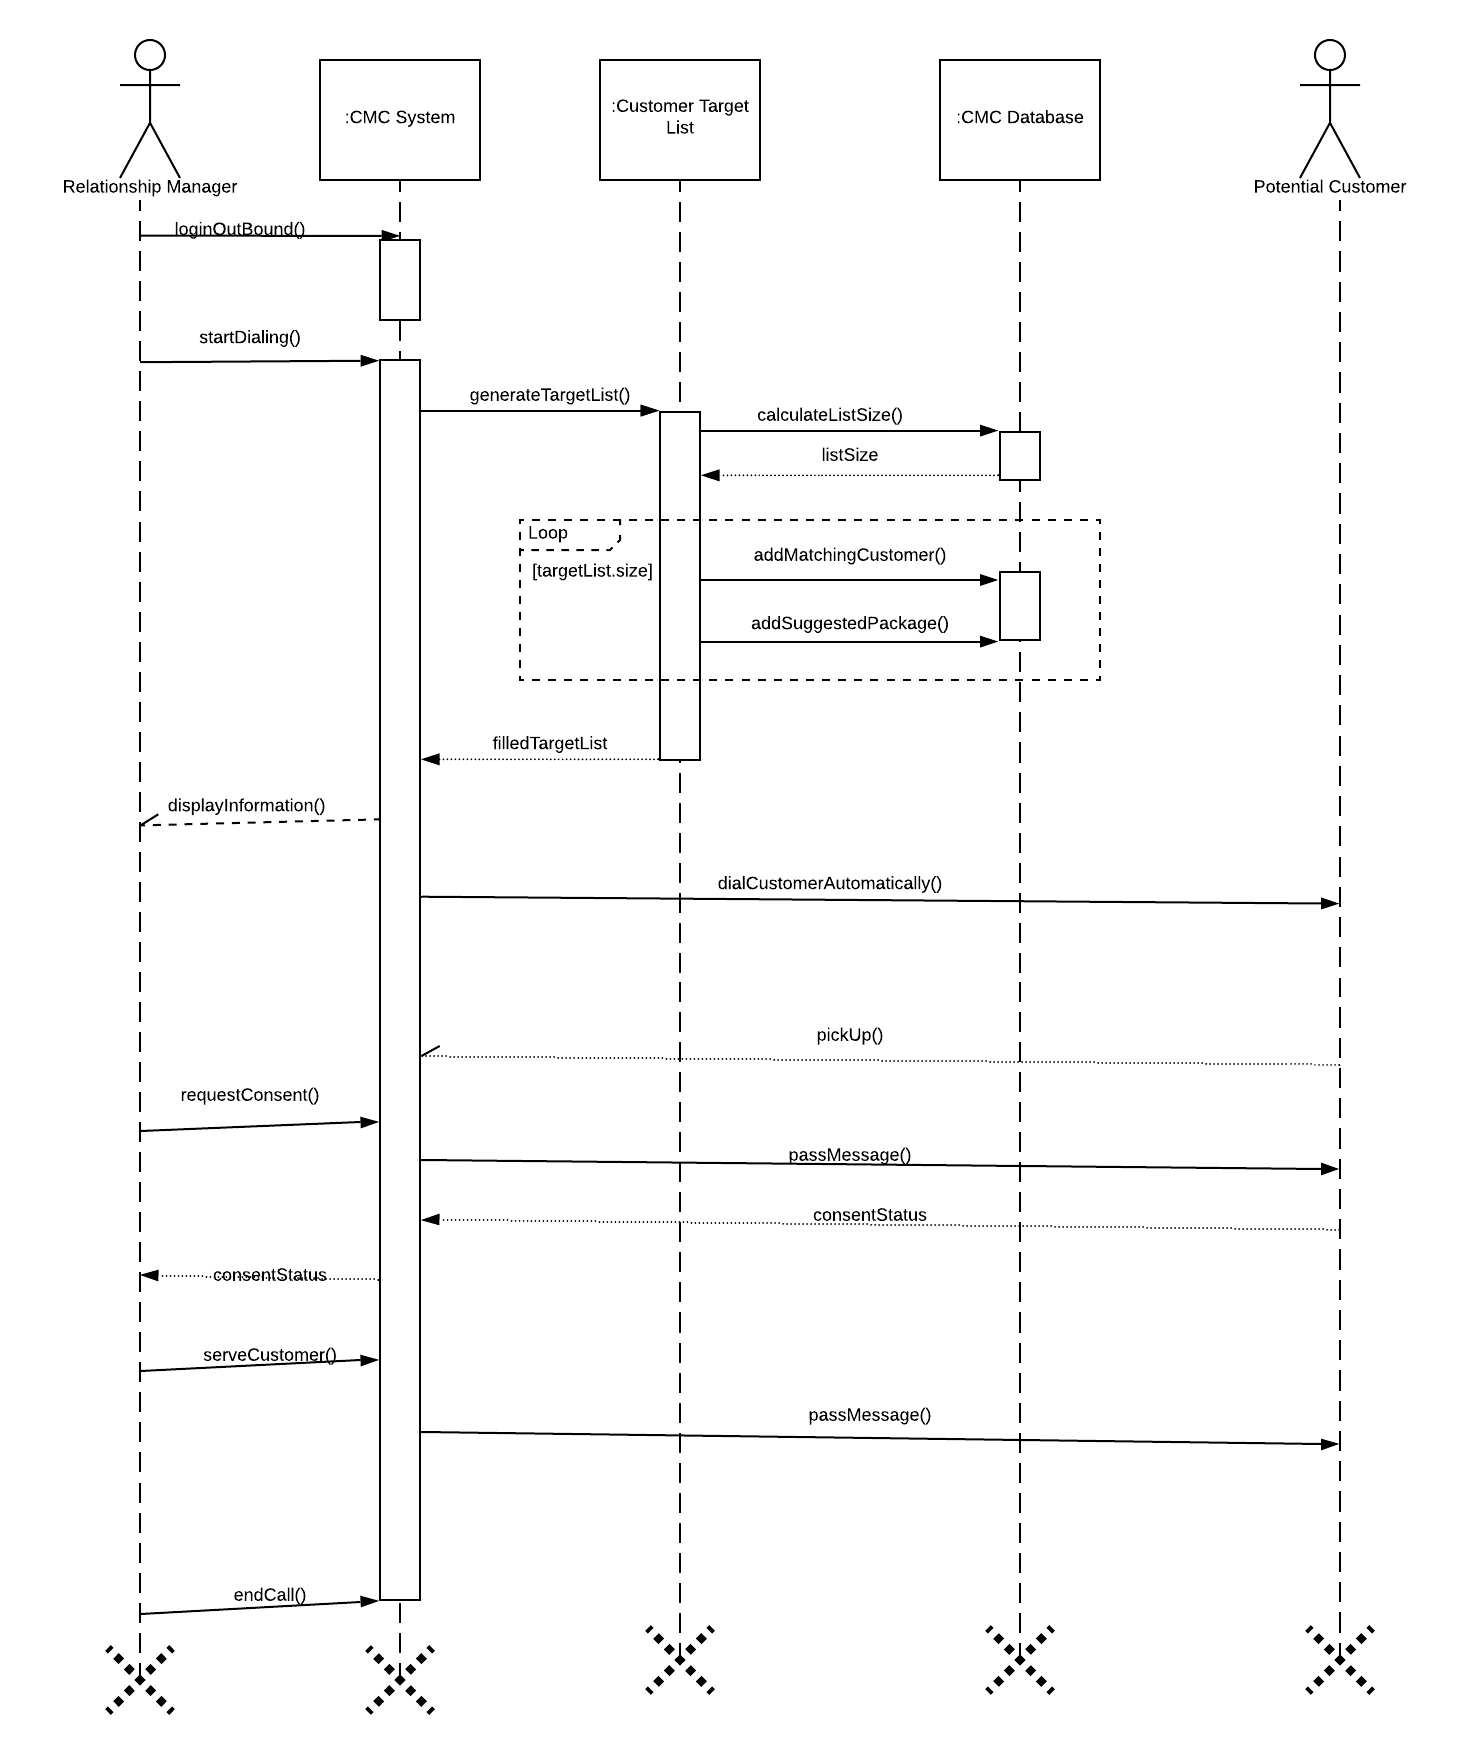 Relationship Manager
:CMC System
:Customer Target
List
:CMC Database
Potential Customer
loginOutBound()
startDialing()
generateTargetList()
calculateListSize()
listSize
Loop
[targetList.size]
addMatchingCustomer()
addSuggestedPackage()
filledTargetList
displayInformation()
dialCustomerAutomatically()
pickUp()
requestConsent()
passMessage()
consentStatus
consentStatus
serveCustomer()
passMessage()
endCall()